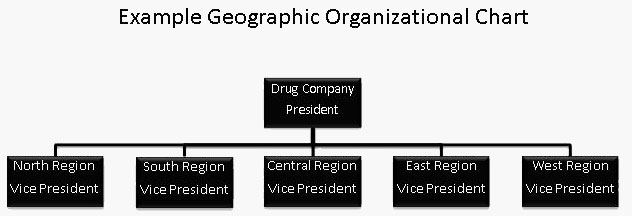 Example Geographic Organizational Chart
Drug Company
President
North Region
Vice President
South Region
Vice President
Central Region
Vice President
East Region
Vice President
West Region
Vice President